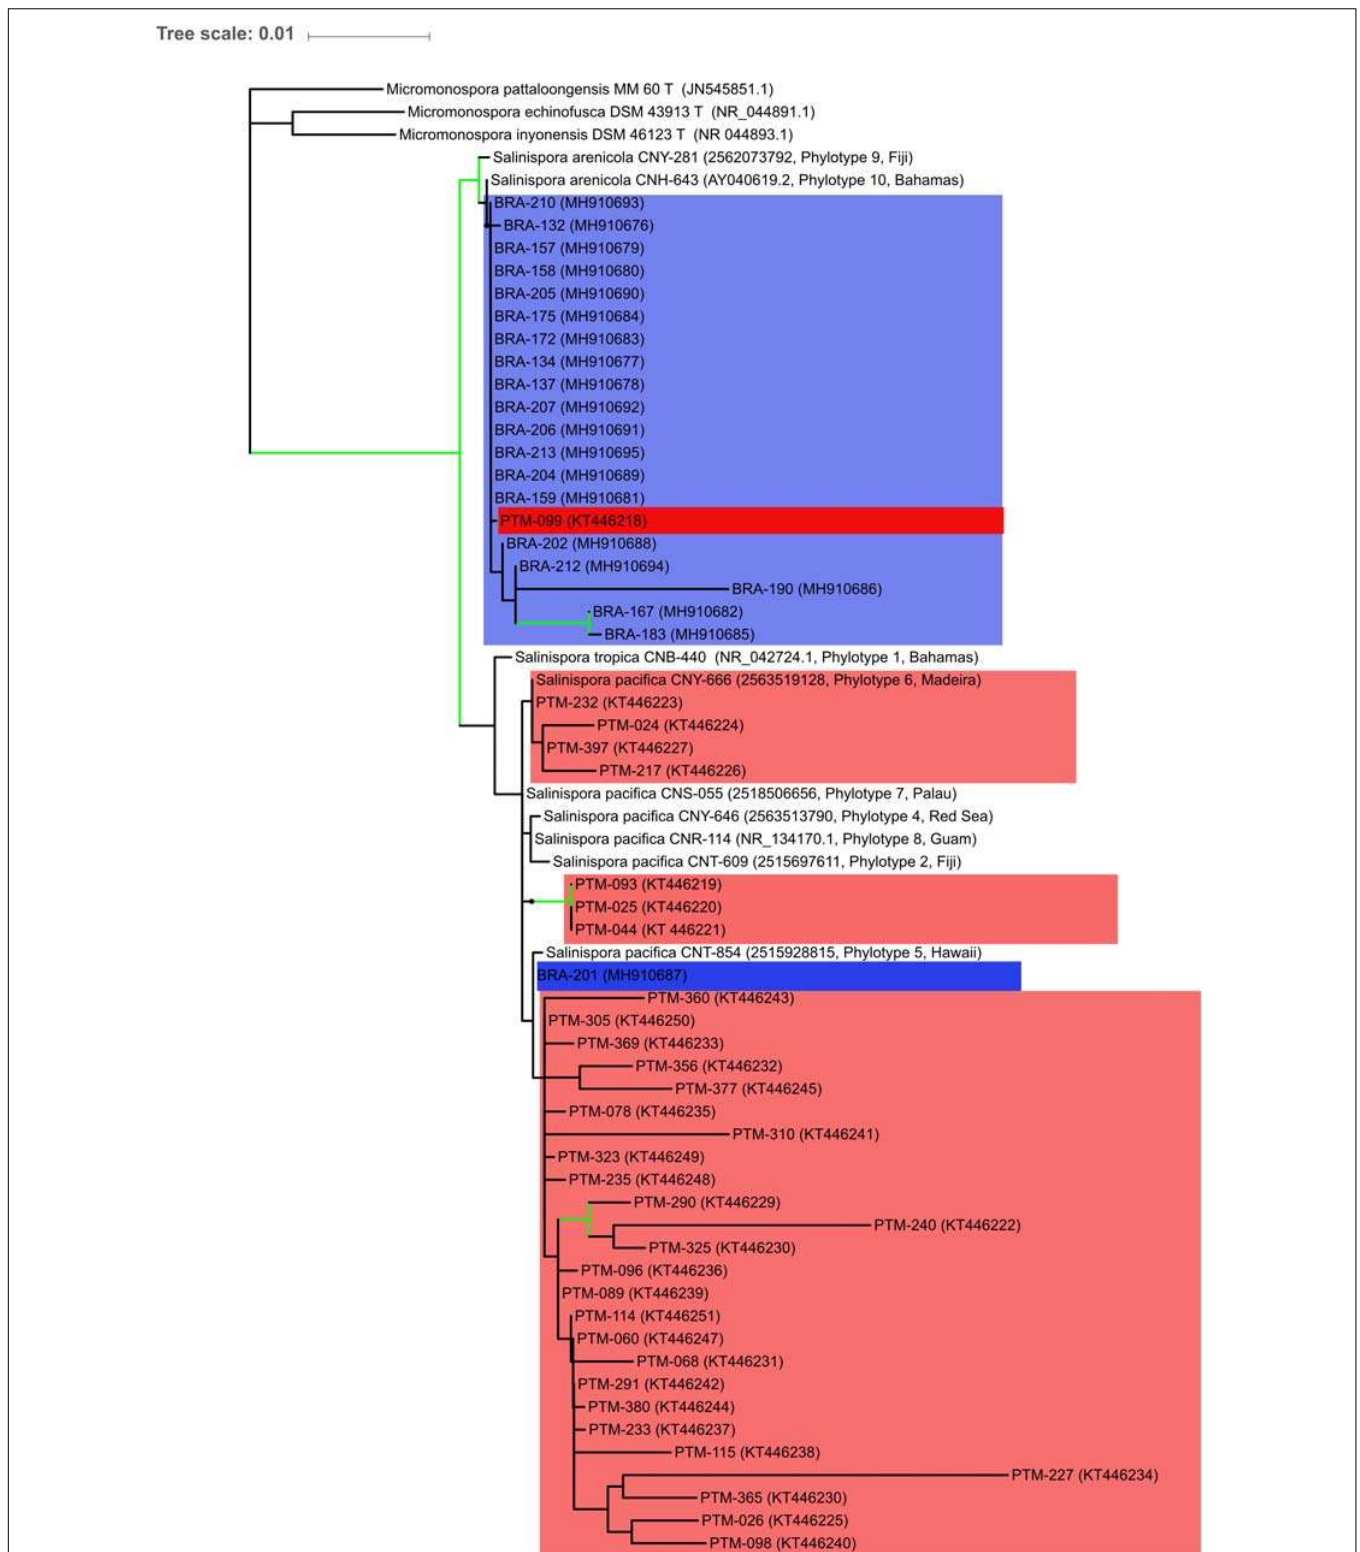 Tree scale: 0.01
Micromonospora pattaloongensis MM 60 T (JN545851.1)
Micromonospora echinofusca DSM 43913 T (NR_044891.1)
Micromonospora inyonensis DSM 46123 T (NR 044893.1)
Salinispora arenicola CNY-281 (2562073792, Phylotype 9, Fiji)
Salinispora arenicola CNH-643 (AY040619.2, Phylotype 10, Bahamas)
BRA-210 (MH910693)
BRA-132 (MH910676)
BRA-157 (MH910679)
BRA-158 (MH910680)
BRA-205 (MH910690)
BRA-175 (MH910684)
BRA-172 (MH910683)
BRA-134 (MH910677)
BRA-137 (MH910678)
BRA-207 (MH910692)
BRA-206 (MH910691)
BRA-213 (MH910695)
BRA-204 (MH910689)
BRA-159 (MH910681)
PTM-099 (KT446218)
BRA-202 (MH910688)
BRA-212 (MH910694)
BRA-190 (MH910686)
BRA-167 (MH910682)
BRA-183 (MH910685)
Salinispora tropica CNB-440 (NR_042724.1, Phylotype 1, Bahamas)
Salinispora pacifica CNY-666 (2563519128, Phylotype 6, Madeira)
PTM-232 (KT446223)
PTM-024 (KT446224)
PTM-397 (KT446227)
PTM-217 (KT446226)
Salinispora pacifica CNS-055 (2518506656, Phylotype 7, Palau)
Salinispora pacifica CNY-646 (2563513790, Phylotype 4, Red Sea)
Salinispora pacifica CNR-114 (NR_134170.1, Phylotype 8, Guam)
Salinispora pacifica CNT-609 (2515697611, Phylotype 2, Fiji)
PTM-093 (KT446219)
PTM-025 (KT446220)
PTM-044 (KT 446221)
Salinispora pacifica CNT-854 (2515928815, Phylotype 5, Hawaii)
BRA-201 (MH910687)
PTM-360 (KT446243)
PTM-305 (KT446250)
PTM-369 (KT446233)
PTM-356 (KT446232)
PTM-377 (KT446245)
PTM-078 (KT446235)
PTM-310 (KT446241)
PTM-323 (KT446249)
PTM-235 (KT446248)
PTM-290 (KT446229)
PTM-240 (KT446222)
PTM-325 (KT446230)
PTM-096 (KT446236)
PTM-089 (KT446239)
PTM-114 (KT446251)
PTM-060 (KT446247)
PTM-068 (KT446231)
PTM-291 (KT446242)
PTM-380 (KT446244)
PTM-233 (KT446237)
PTM-115 (KT446238)
PTM-227 (KT446234)
PTM-365 (KT446230)
PTM-026 (KT446225)
PTM-098 (KT446240)